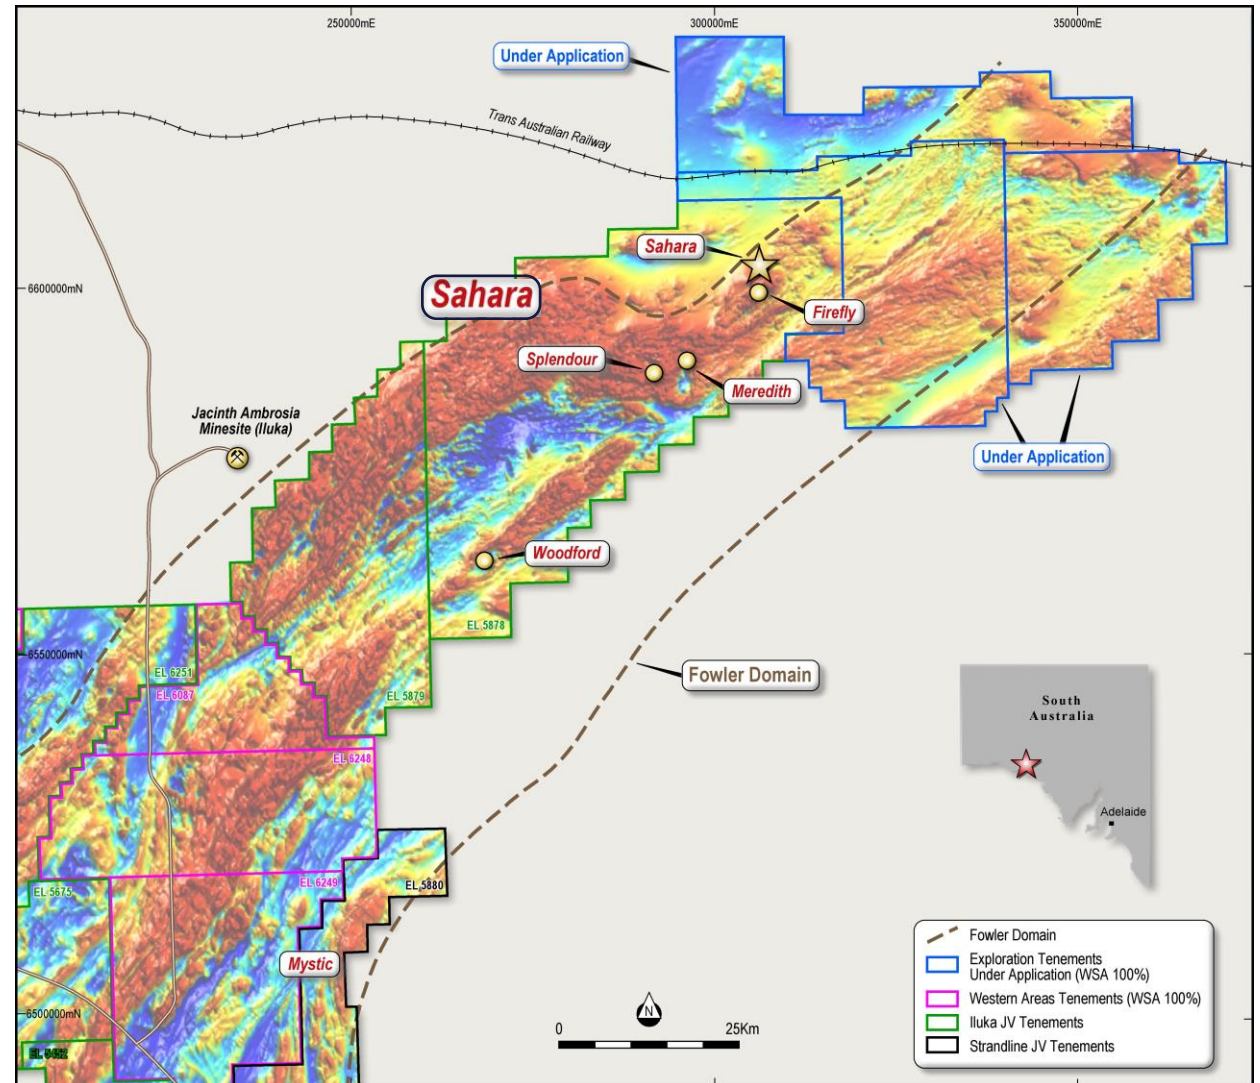 250000mE
300000mE
350000mE
Under Application
Trans Australian Railway
Sahara
6600000mN
Sahara
Firefly
Splendour
Meredith
Jacinth Ambrosia
Minesite (Iluka)
Under Application
Woodford
EL 5878
6550000mN
EL 6251
EL 6087
EL 5879
Fowler Domain
South
Australia
EL 6248
Adelaide
EL 5675
EL 6249
EL 5880
Mystic
6500000mN
EL 5452
N
0
25Km
Fowler Domain
Exploration Tenements
Under Application (WSA 100%)
Western Areas Tenements (WSA 100%)
Iluka JV Tenements
Strandline JV Tenements